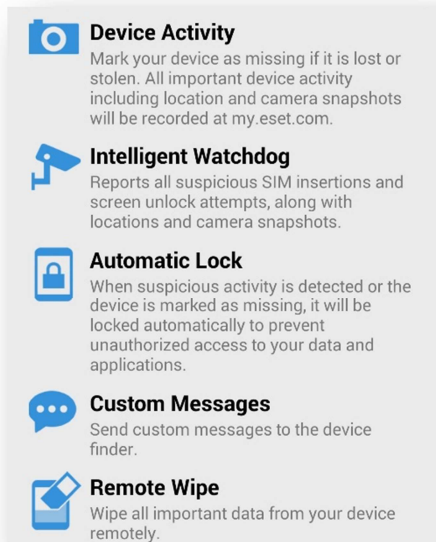 Device Activity
Mark your device as missing if it is lost or
stolen. All important device activity
including location and camera snapshots
will be recorded at my.eset.com.
Intelligent Watchdog
Reports all suspicious SIM insertions and
screen unlock attempts, along with
locations and camera snapshots.
Automatic Lock
When suspicious activity is detected or the
device is marked as missing, it will be
locked automatically to prevent
unauthorized access to your data and
applications.
Custom Messages
Send custom messages to the device
finder.
Remote Wipe
Wipe all important data from your device
remotely.